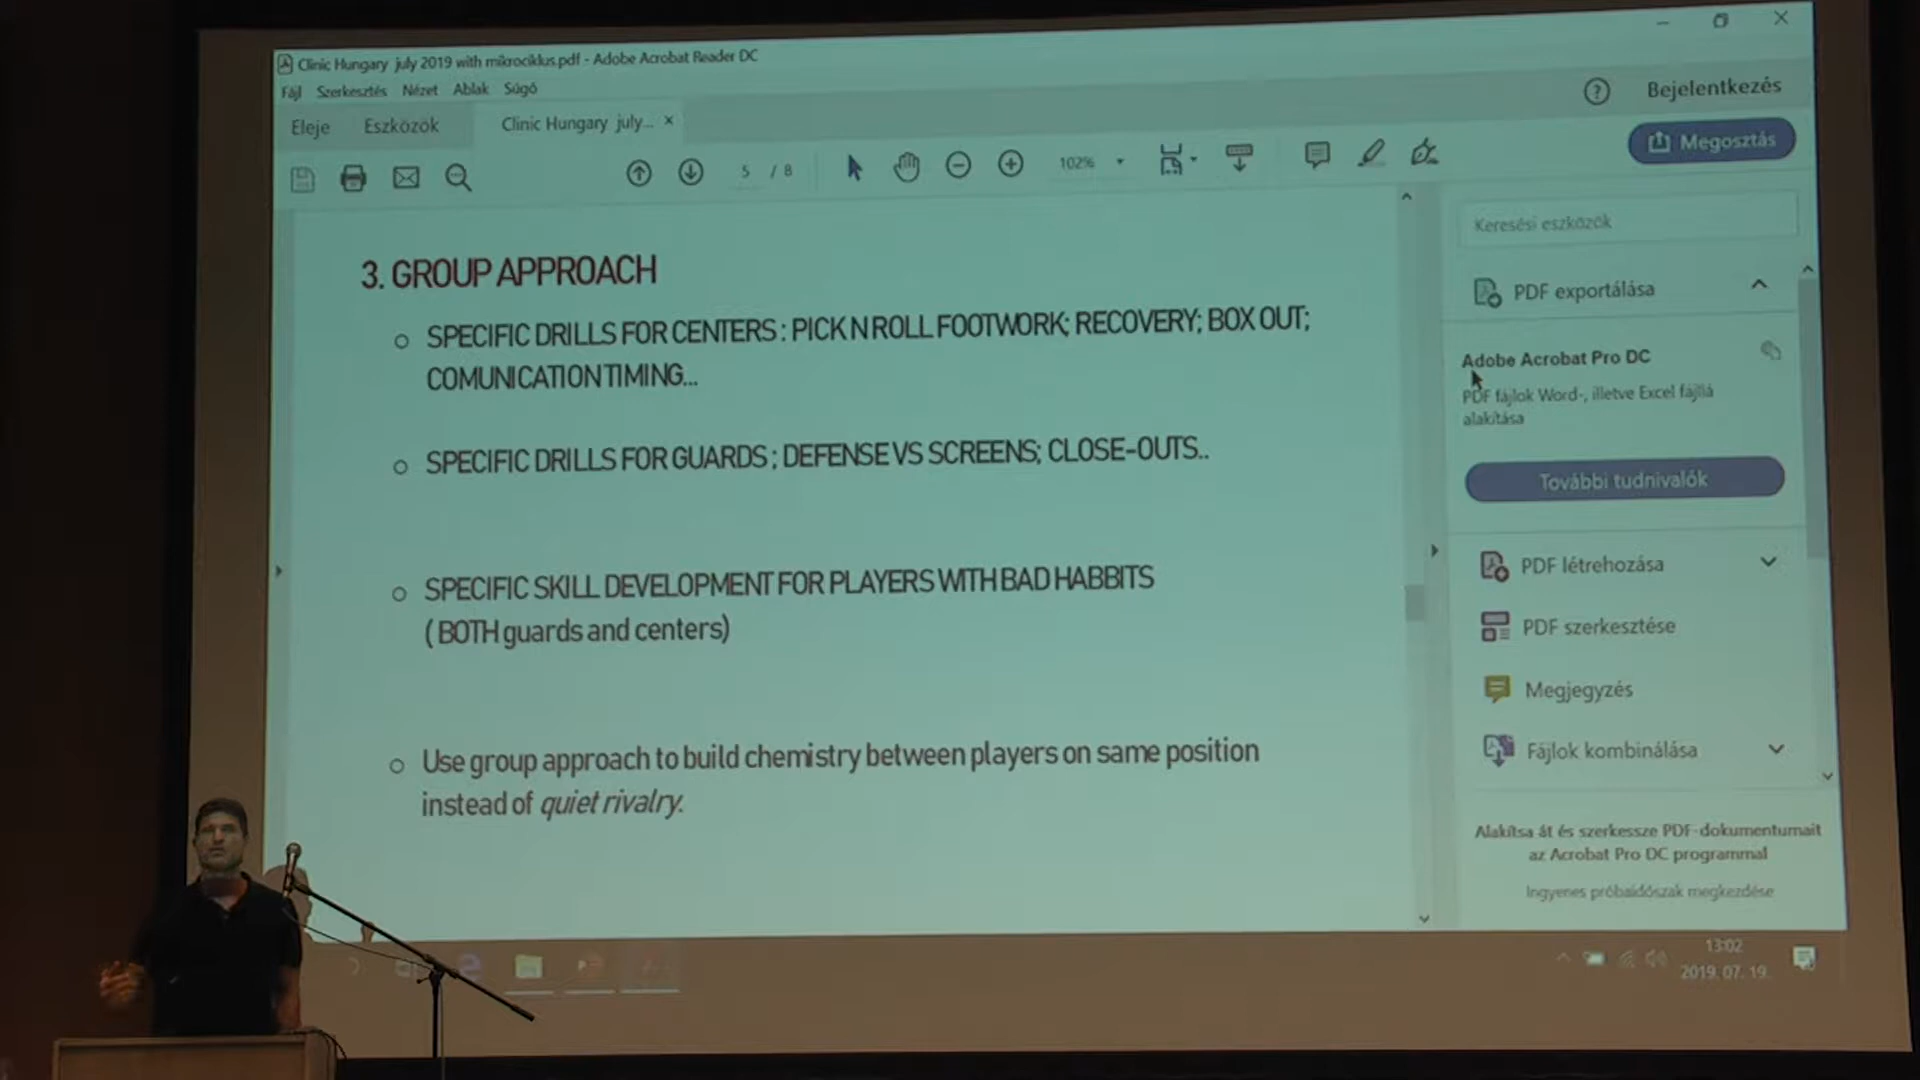 Clinic Hungary july 2019 with mikrociklus.pdf - Adobe Acrobat Reader DC
Fájl Szerkesztés Nézet Ablak Súgó
Bejelentkezés
Eleje Eszközök Clinic Hungary july... ×
5 / 8 102%
Megosztás
Keresési eszközök
3. GROUP APPROACH
SPECIFIC DRILLS FOR CENTERS : PICK N ROLL FOOTWORK; RECOVERY; BOX OUT;
COMUNICATION TIMING...
SPECIFIC DRILLS FOR GUARDS ; DEFENSE VS SCREENS; CLOSE-OUTS..
SPECIFIC SKILL DEVELOPMENT FOR PLAYERS WITH BAD HABBITS
( BOTH guards and centers)
Use group approach to build chemistry between players on same position
instead of quiet rivalry.
PDF exportálása
Adobe Acrobat Pro DC
PDF fájlok Word-, illetve Excel fájllá
alakítása
További tudnivalók
PDF létrehozása
PDF szerkesztése
Megjegyzés
Fájlok kombinálása
Alakítsa át és szerkessze PDF-dokumentumait
az Acrobat Pro DC programmal
Ingyenes próbaidőszak megkezdése
13:02
2019. 07. 19.